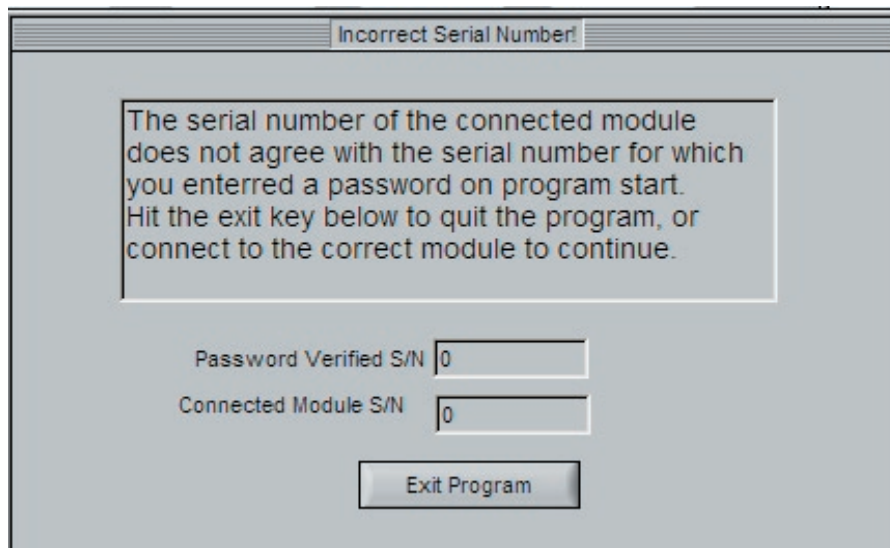 Incorrect Serial Number!
The serial number of the connected module
does not agree with the serial number for which
you enterred a password on program start.
Hit the exit key below to quit the program, or
connect to the correct module to continue.
Password Verified S/N 0
Connected Module S/N 0
Exit Program